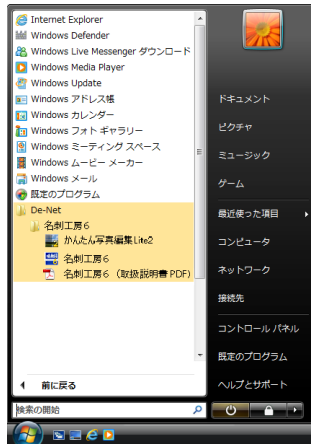 Internet Explorer
Windows Defender
Windows Live Messenger ダウンロード
Windows Media Player
Windows Update
Windows アドレス帳
Windows カレンダー
Windows フォト ギャラリー
Windows ミーティング スペース
Windows ムービー メーカー
Windows メール
既定のプログラム
De-Net
名刺工房６
かんたん写真編集Lite2
名刺工房６
名刺工房６（取扱説明書PDF）
前に戻る
検索の開始
ドキュメント
ピクチャ
ミュージック
ゲーム
最近使った項目
コンピュータ
ネットワーク
接続先
コントロール パネル
既定のプログラム
ヘルプとサポート